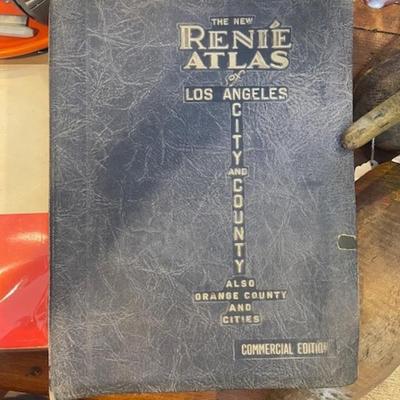 THE NEW
RENIÉ
ATLAS
of
LOS ANGELES
CITY
AND
COUNTY
ALSO
ORANGE COUNTY
AND
CITIES
COMMERCIAL EDITION